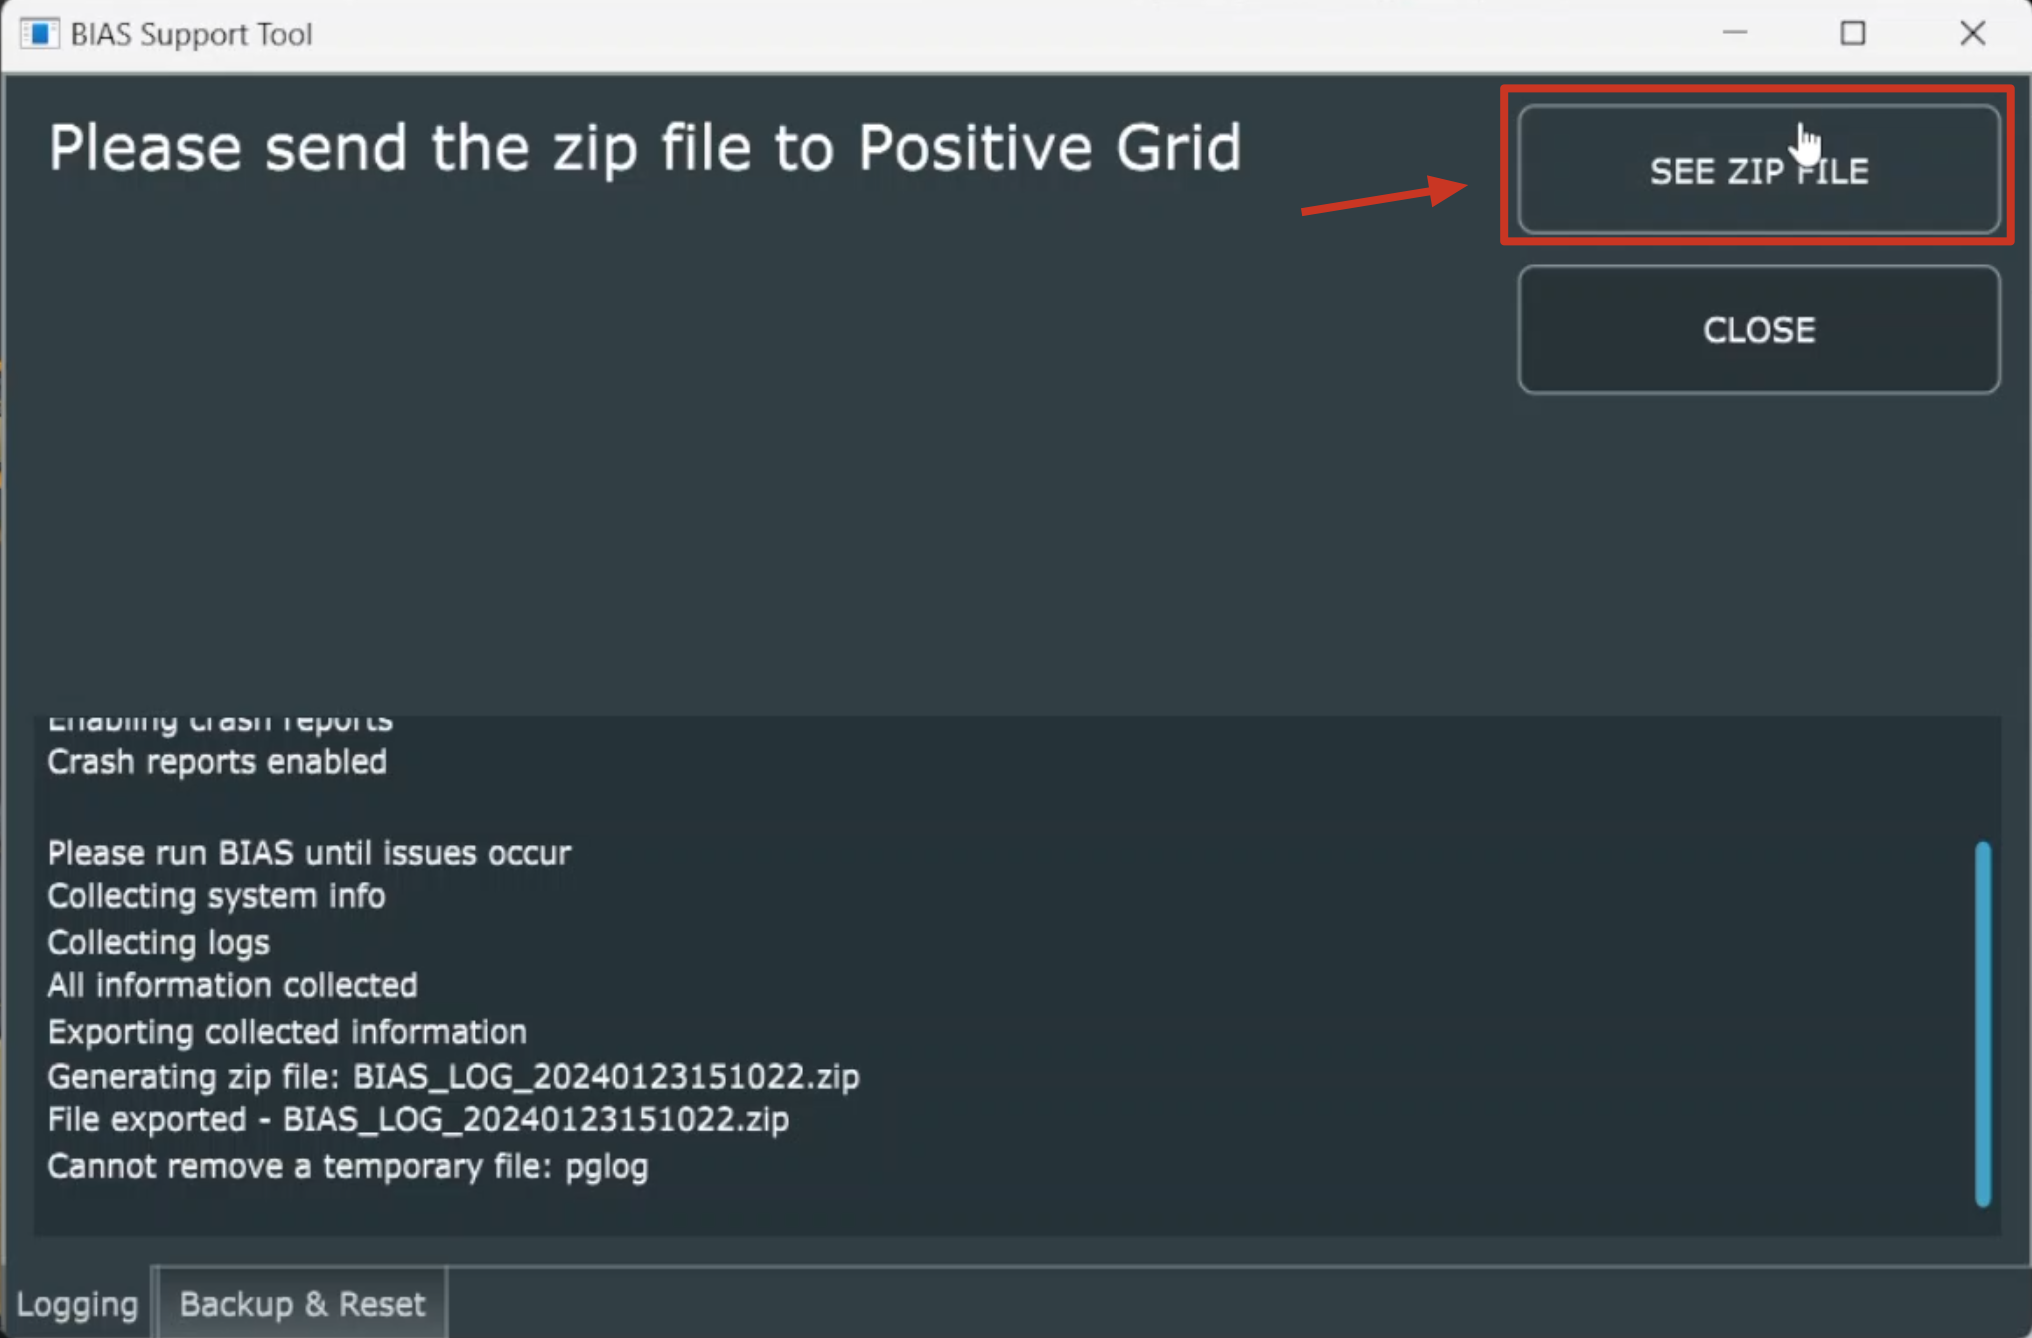 BIAS Support Tool
Please send the zip file to Positive Grid
SEE ZIP FILE
CLOSE
Enabling crash reports
Crash reports enabled
Please run BIAS until issues occur
Collecting system info
Collecting logs
All information collected
Exporting collected information
Generating zip file: BIAS_LOG_20240123151022.zip
File exported - BIAS_LOG_20240123151022.zip
Cannot remove a temporary file: pglog
Logging
Backup & Reset